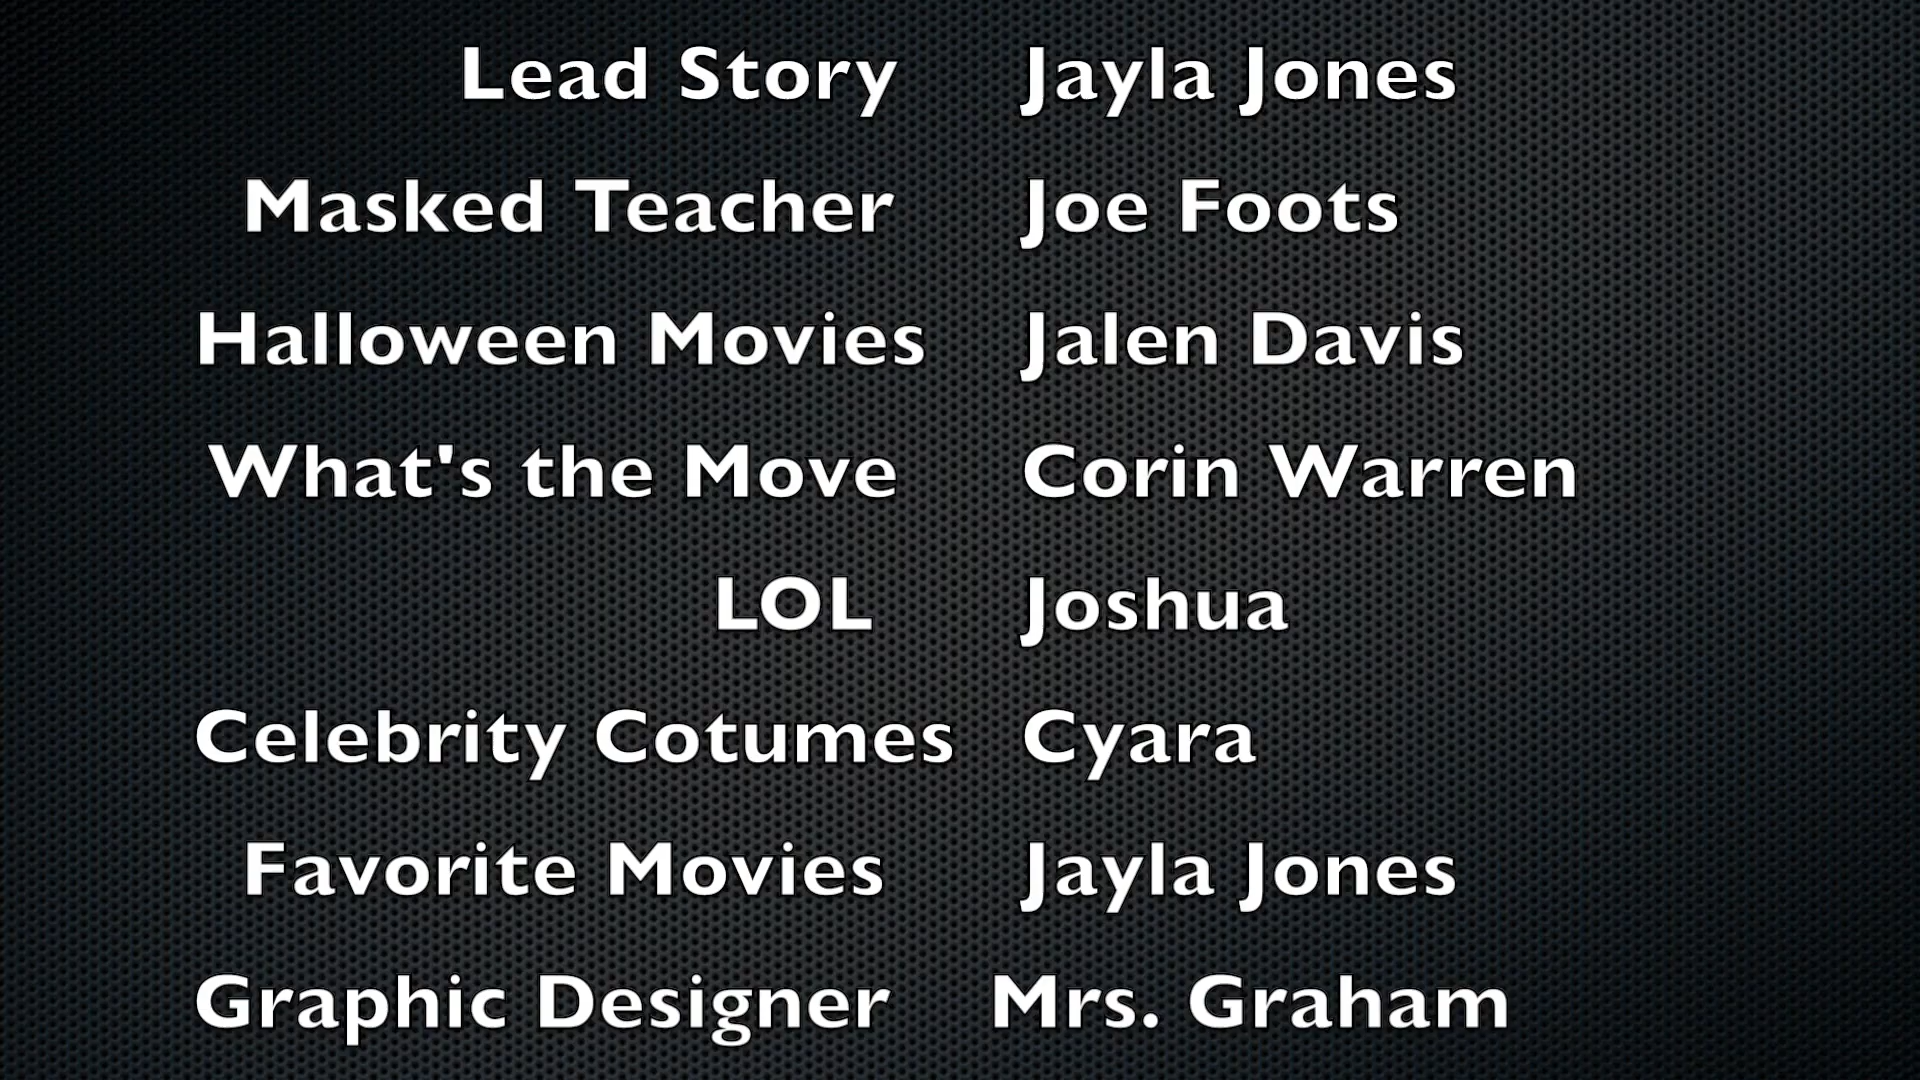 Lead Story Jayla Jones
Masked Teacher Joe Foots
Halloween Movies Jalen Davis
What's the Move Corin Warren
LOL Joshua
Celebrity Cotumes Cyara
Favorite Movies Jayla Jones
Graphic Designer Mrs. Graham